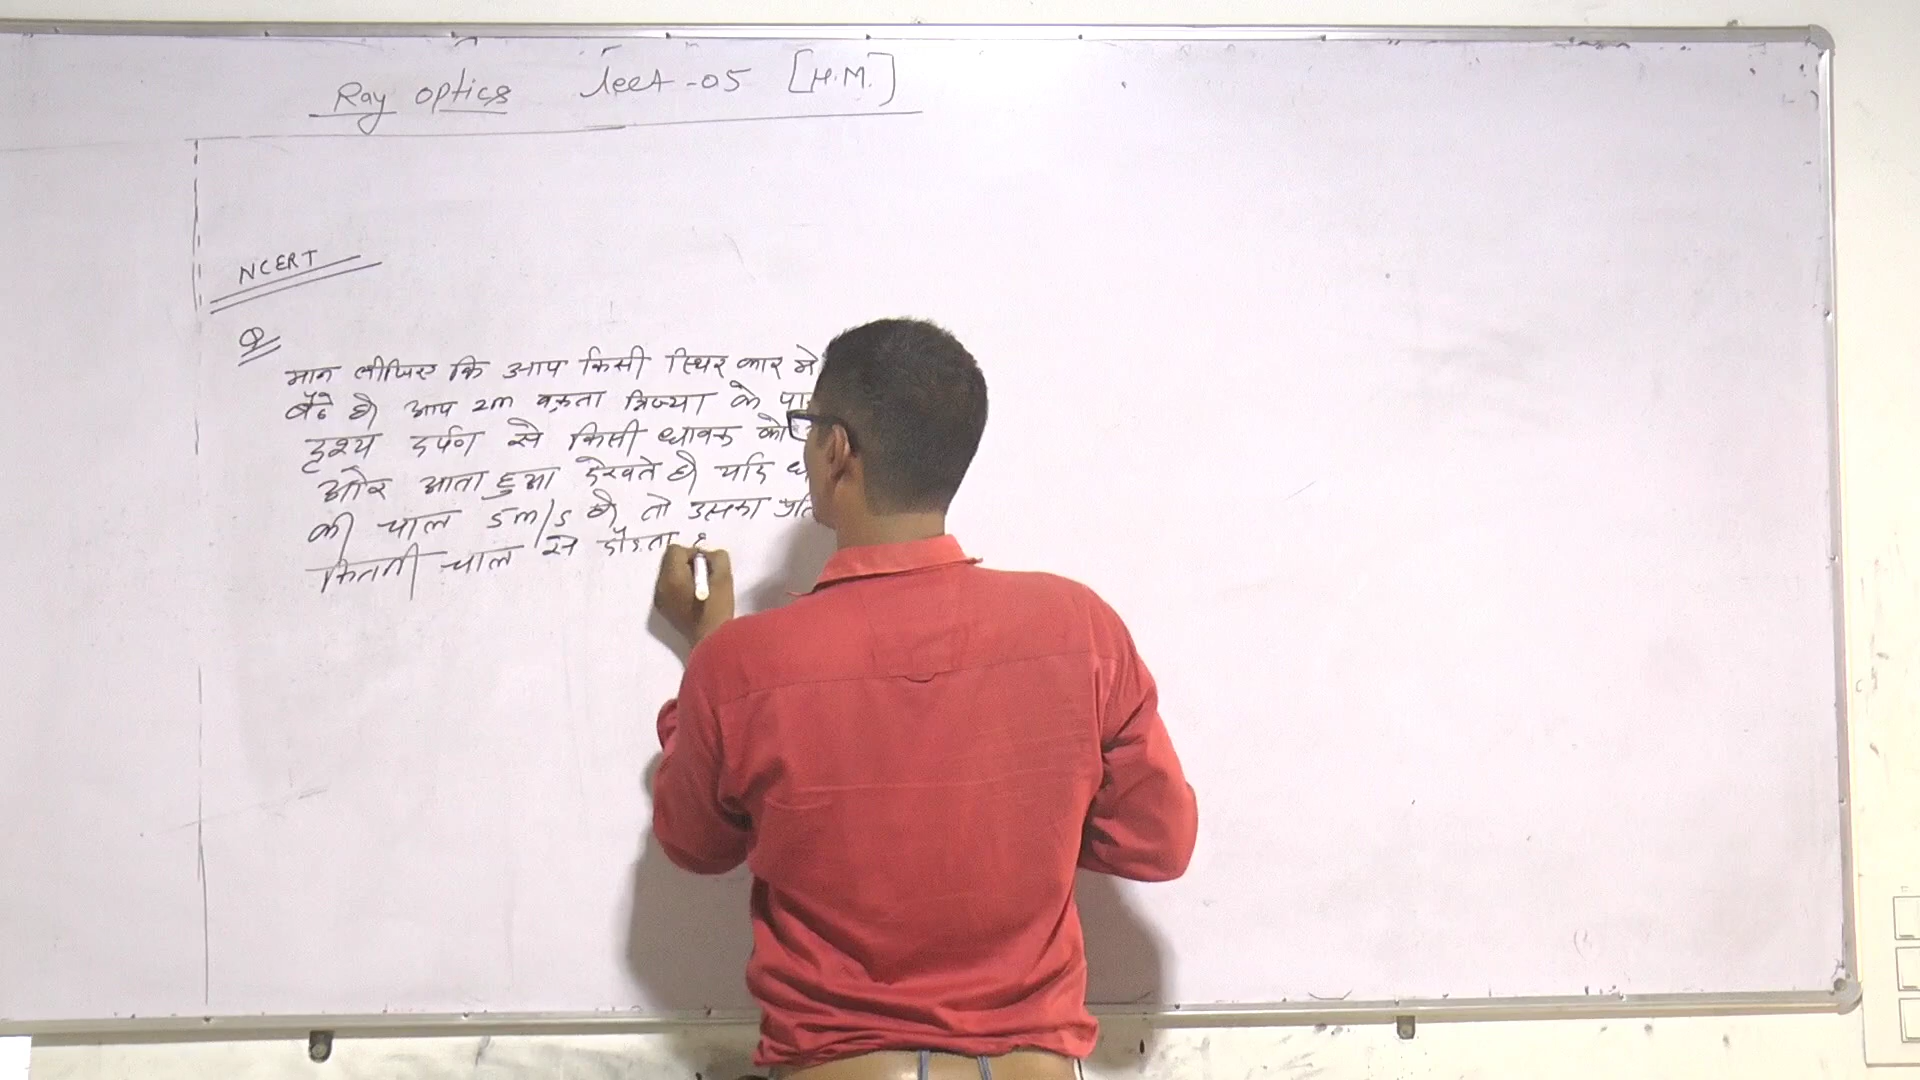 Ray optics Lect-05 [H.M.]
NCERT
Q
मान लीजिए कि आप किसी स्थिर कार मे
बैठे है। आप 2m वक्रता त्रिज्या के
दृश्य दर्पण से किसी धावक को
ओर आता हुआ देखते है। यदि
की चाल 5m/s है। तो उसका
कितनी चाल से दौड़ता